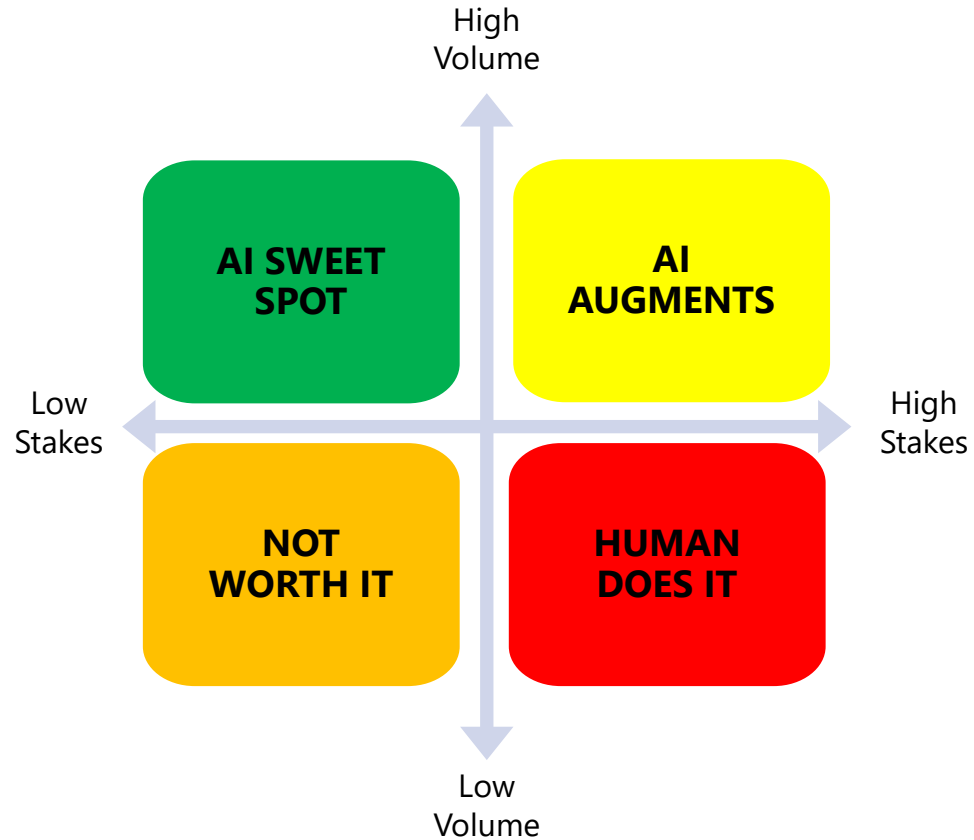 High
Volume
AI SWEET
SPOT
AI
AUGMENTS
Low
Stakes
High
Stakes
NOT
WORTH IT
HUMAN
DOES IT
Low
Volume